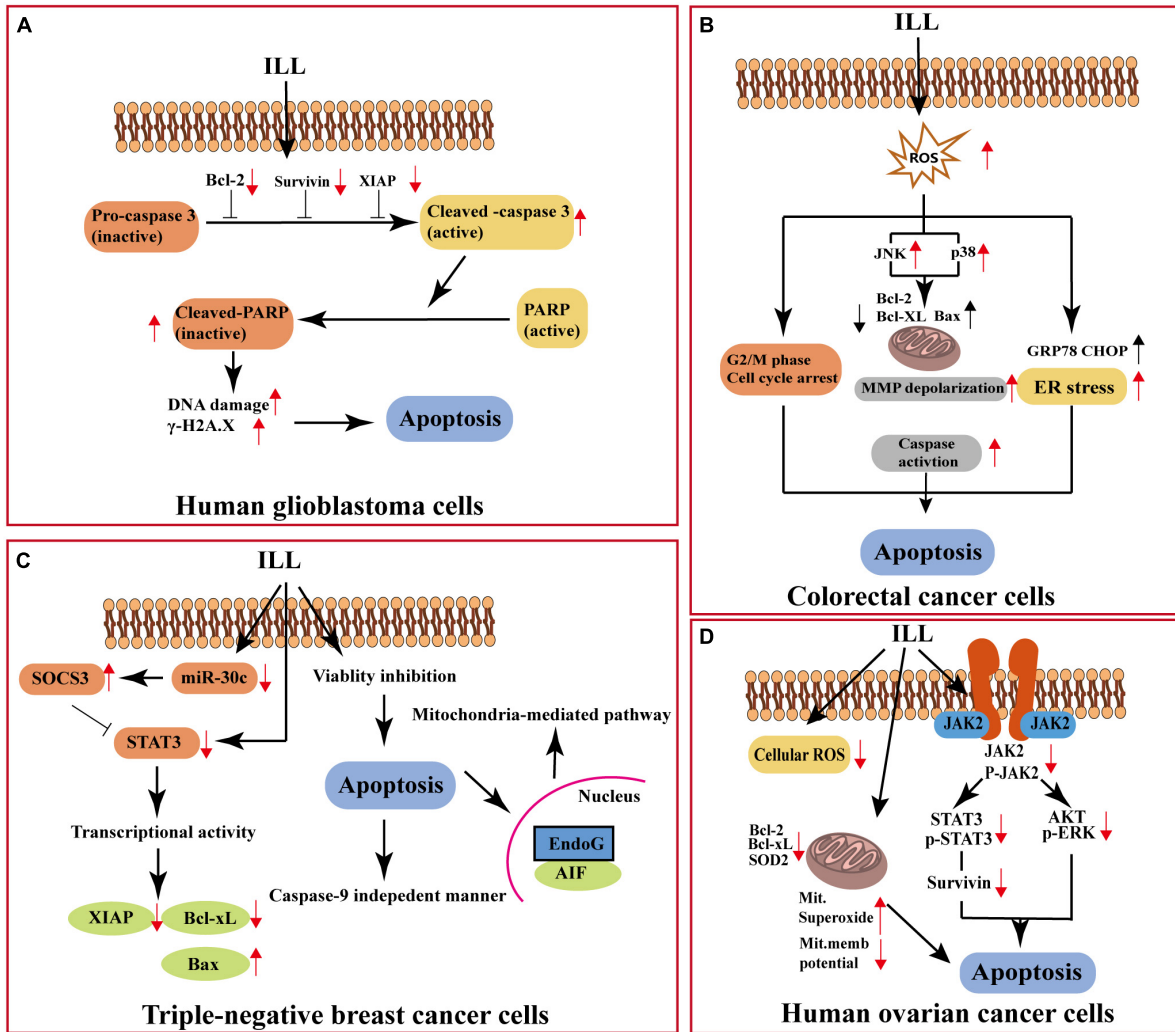 A
ILL
Bcl-2
Survivin
XIAP
Pro-caspase 3
(inactive)
Cleaved -caspase 3
(active)
Cleaved-PARP
(inactive)
PARP
(active)
DNA damage
γ-H2A.X
Apoptosis
Human glioblastoma cells
B
ILL
ROS
JNK
p38
Bcl-2
Bcl-XL
Bax
G2/M phase
Cell cycle arrest
MMP depolarization
GRP78 CHOP
ER stress
Caspase
activtion
Apoptosis
Colorectal cancer cells
C
ILL
SOCS3
miR-30c
Viablity inhibition
Mitochondria-mediated pathway
STAT3
Apoptosis
Nucleus
Transcriptional activity
EndoG
AIF
Caspase-9 indepedent manner
XIAP
Bcl-xL
Bax
Triple-negative breast cancer cells
D
ILL
JAK2
JAK2
Cellular ROS
JAK2
P-JAK2
STAT3
p-STAT3
AKT
p-ERK
Bcl-2
Bcl-xL
SOD2
Survivin
Mit.
Superoxide
Mit.memb
potential
Apoptosis
Human ovarian cancer cells